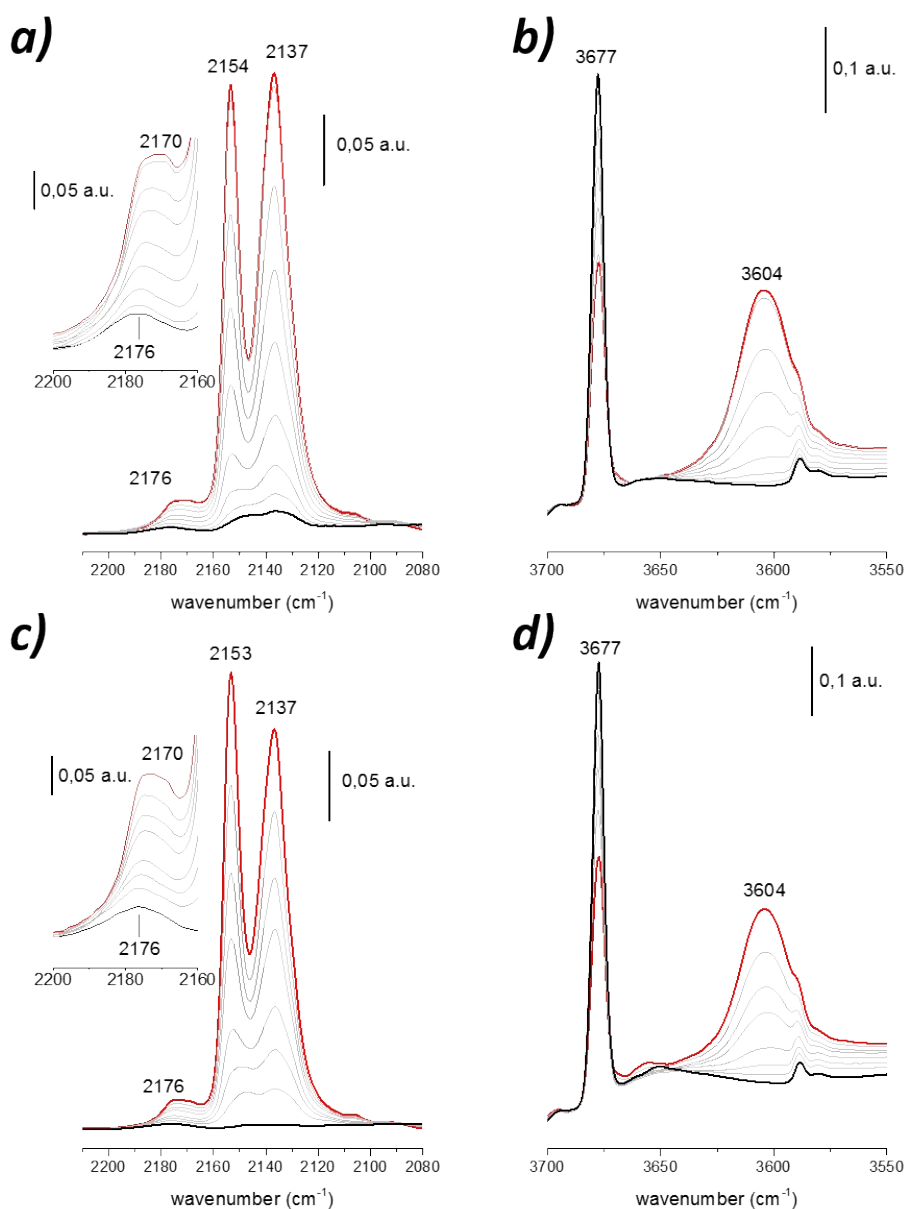 a)
2154
2137
0,05 a.u.
2170
0,05 a.u.
2176
2200 2180 2160
2176
2200 2180 2160 2140 2120 2100 2080
wavenumber (cm⁻¹)
b)
3677
0,1 a.u.
3604
3700 3650 3600 3550
wavenumber (cm⁻¹)
c)
2153
2137
0,05 a.u.
2170
0,05 a.u.
2176
2200 2180 2160
2176
2200 2180 2160 2140 2120 2100 2080
wavenumber (cm⁻¹)
d)
3677
0,1 a.u.
3604
3700 3650 3600 3550
wavenumber (cm⁻¹)